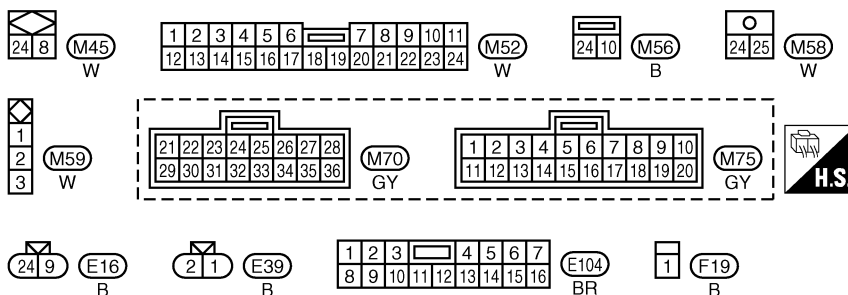 24 8 M45
W
1 2 3 4 5 6 7 8 9 10 11
12 13 14 15 16 17 18 19 20 21 22 23 24
M52
W
24 10 M56
B
24 25 M58
W
1
2
3
M59
W
21 22 23 24 25 26 27 28
29 30 31 32 33 34 35 36
M70
GY
1 2 3 4 5 6 7 8 9 10
11 12 13 14 15 16 17 18 19 20
M75
GY
H.S.
24 9 E16
B
2 1 E39
B
1 2 3 4 5 6 7
8 9 10 11 12 13 14 15 16
E104
BR
1 F19
B